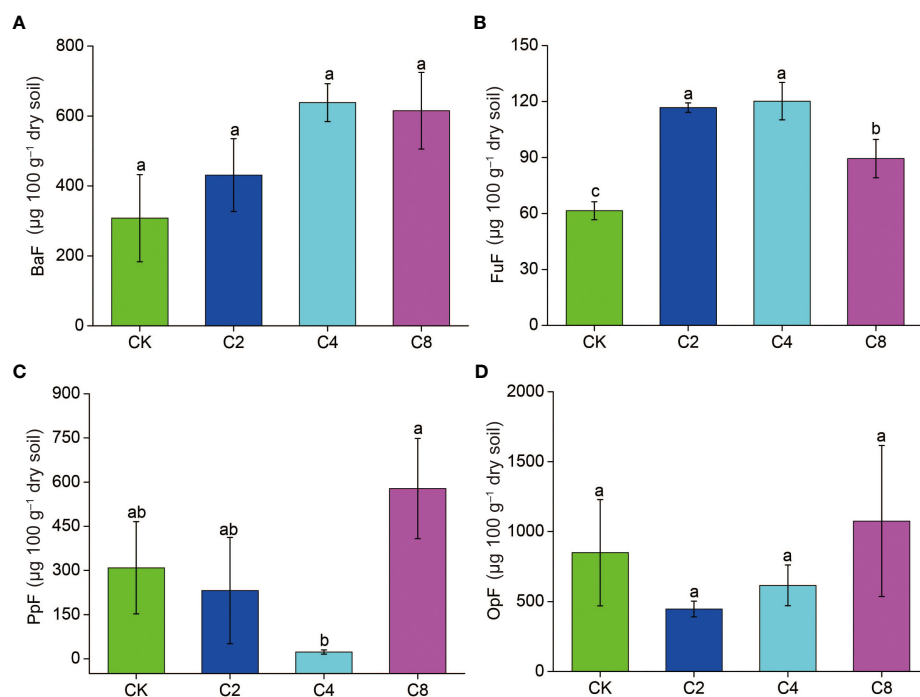 A
800
600
400
200
0
BaF (µg 100 g⁻¹ dry soil)
a
a
a
a
CK C2 C4 C8
B
150
120
90
60
30
0
FuF (µg 100 g⁻¹ dry soil)
c
a
a
b
CK C2 C4 C8
C
900
750
600
450
300
150
0
PpF (µg 100 g⁻¹ dry soil)
ab
ab
b
a
CK C2 C4 C8
D
2000
1500
1000
500
0
OpF (µg 100 g⁻¹ dry soil)
a
a
a
a
CK C2 C4 C8